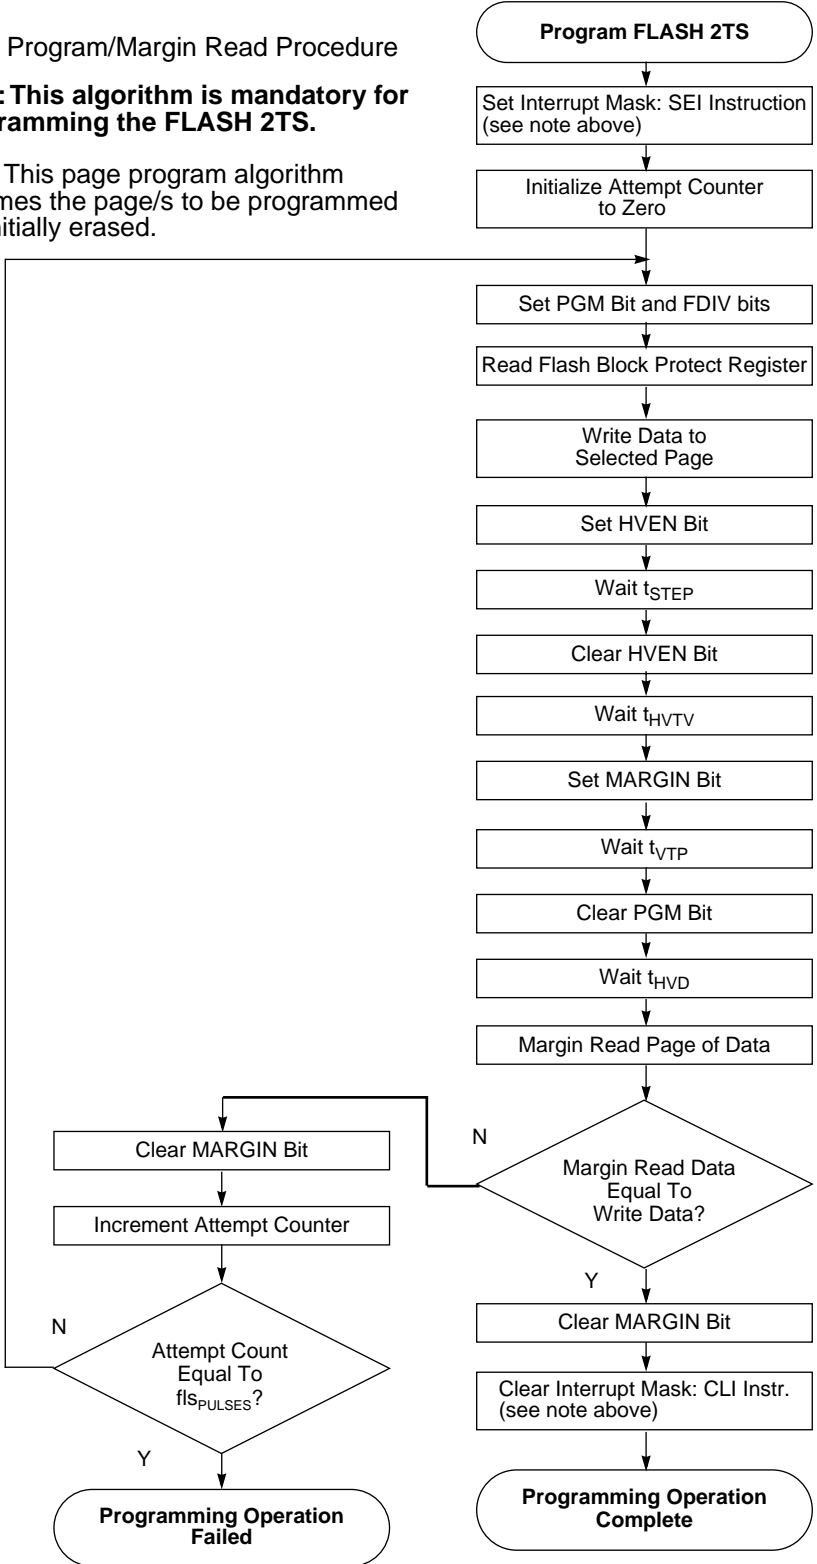 Program/Margin Read Procedure
: This algorithm is mandatory for
ramming the FLASH 2TS.
This page program algorithm
mes the page/s to be programmed
nitially erased.
Program FLASH 2TS
Set Interrupt Mask: SEI Instruction
(see note above)
Initialize Attempt Counter
to Zero
Set PGM Bit and FDIV bits
Read Flash Block Protect Register
Write Data to
Selected Page
Set HVEN Bit
Wait tSTEP
Clear HVEN Bit
Wait tHVTV
Set MARGIN Bit
Wait tVTP
Clear PGM Bit
Wait tHVD
Margin Read Page of Data
N
Margin Read Data
Equal To
Write Data?
Y
Clear MARGIN Bit
Increment Attempt Counter
N
Attempt Count
Equal To
flsPULSES?
Y
Programming Operation
Failed
Clear MARGIN Bit
Clear Interrupt Mask: CLI Instr.
(see note above)
Programming Operation
Complete